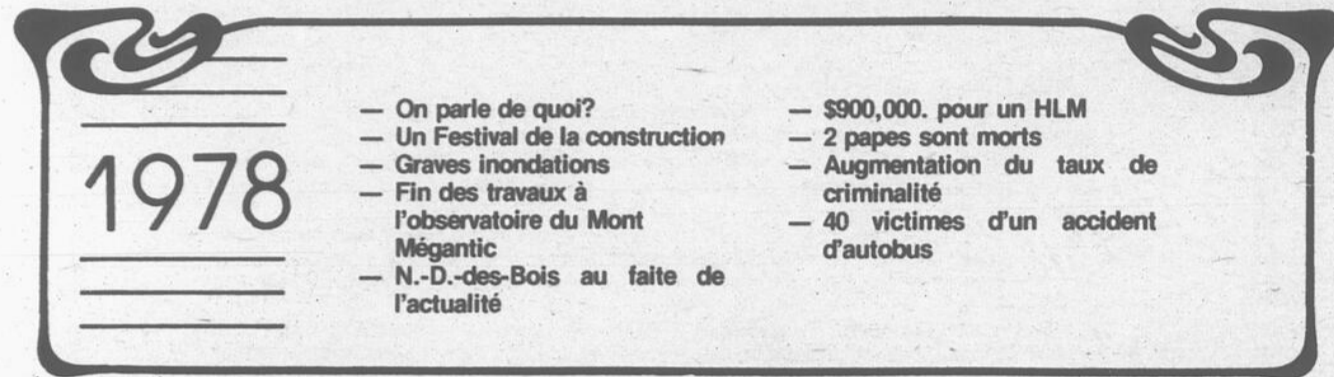 1978
— On parle de quoi?
— Un Festival de la construction
— Graves inondations
— Fin des travaux à
l'observatoire du Mont
Mégantic
— N.-D.-des-Bois au faite de
l'actualité
— $900,000. pour un HLM
— 2 papes sont morts
— Augmentation du taux de
criminalité
— 40 victimes d'un accident
d'autobus